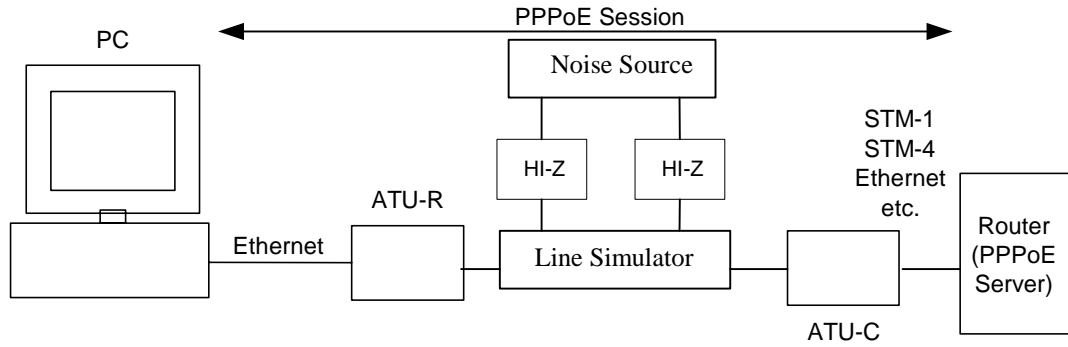 PPPoE Session
PC
Noise Source
STM-1
STM-4
Ethernet
etc.
HI-Z
HI-Z
ATU-R
Router
(PPPoE
Server)
Ethernet
Line Simulator
ATU-C